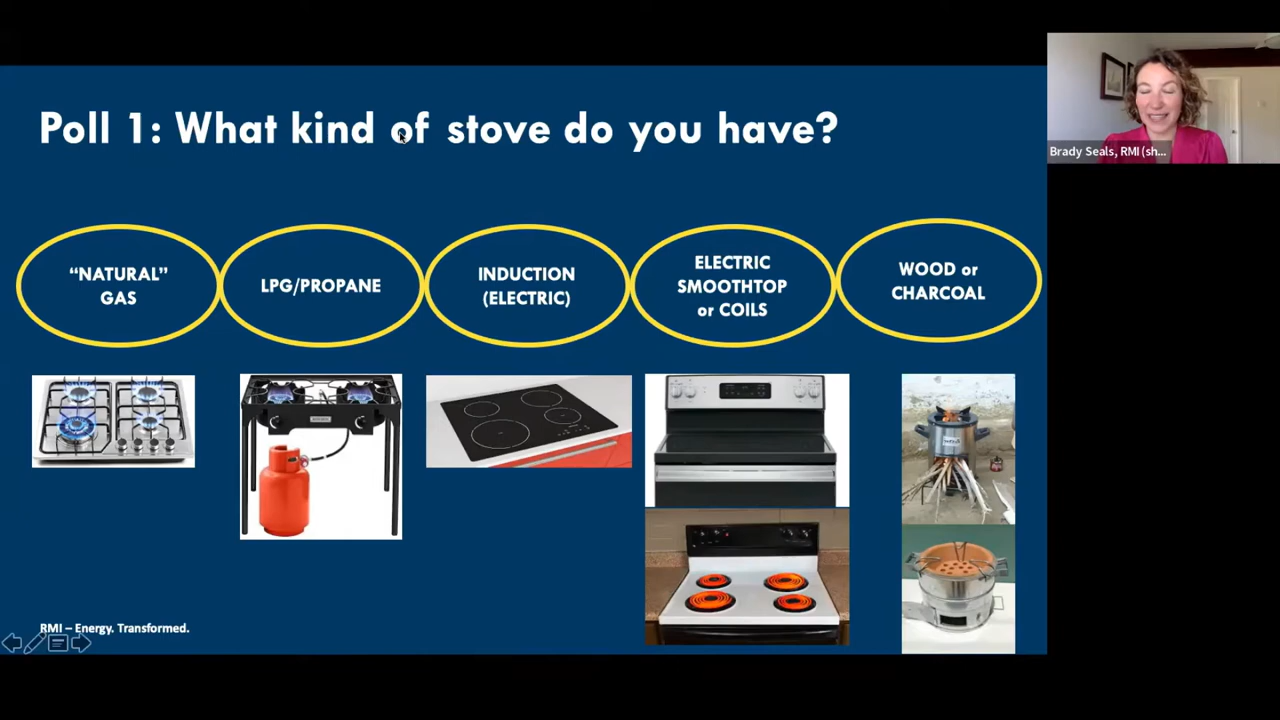 Poll 1: What kind of stove do you have?
Brady Seals, RMI (sh...
“NATURAL”
GAS
LPG/PROPANE
INDUCTION
(ELECTRIC)
ELECTRIC
SMOOTHTOP
or COILS
WOOD or
CHARCOAL
RMI – Energy. Transformed.